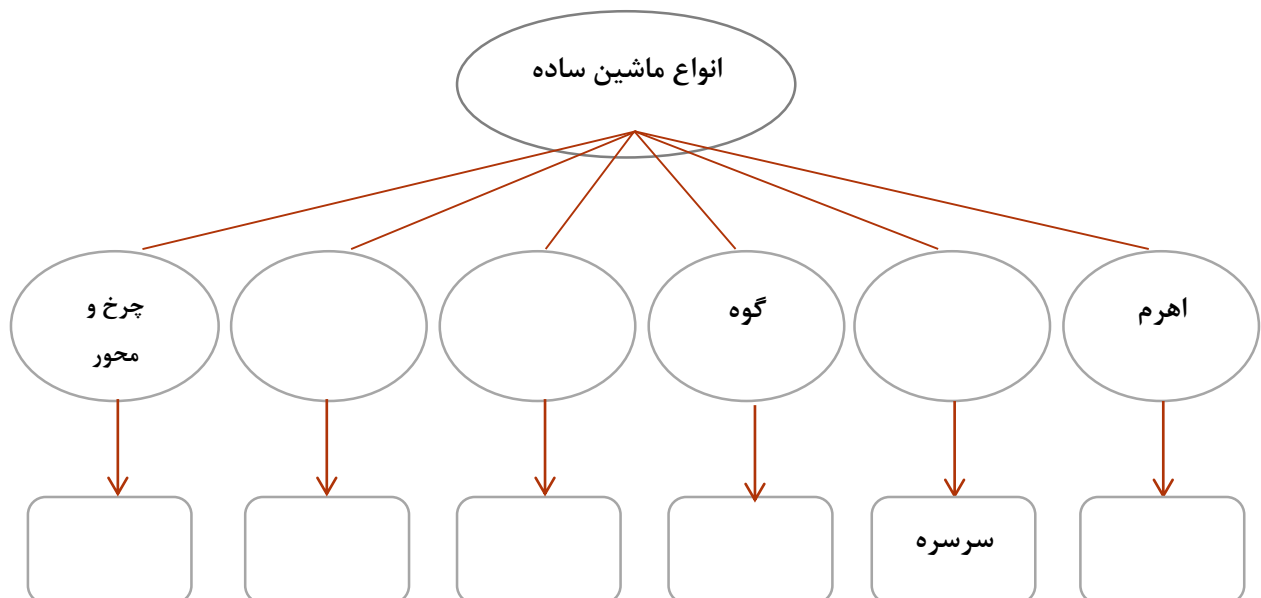 انواع ماشین ساده
اهرم
گوه
چرخ و
محور
سرسره